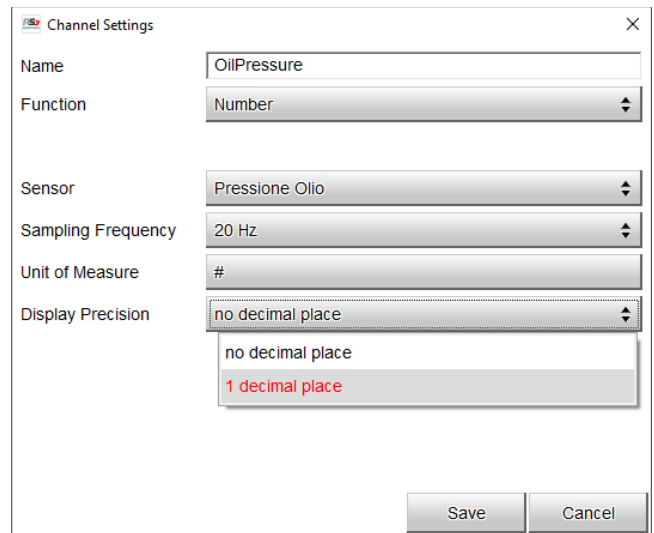 RS3 Channel Settings
Name OilPressure
Function Number
Sensor Pressione Olio
Sampling Frequency 20 Hz
Unit of Measure #
Display Precision no decimal place
no decimal place
1 decimal place
Save Cancel